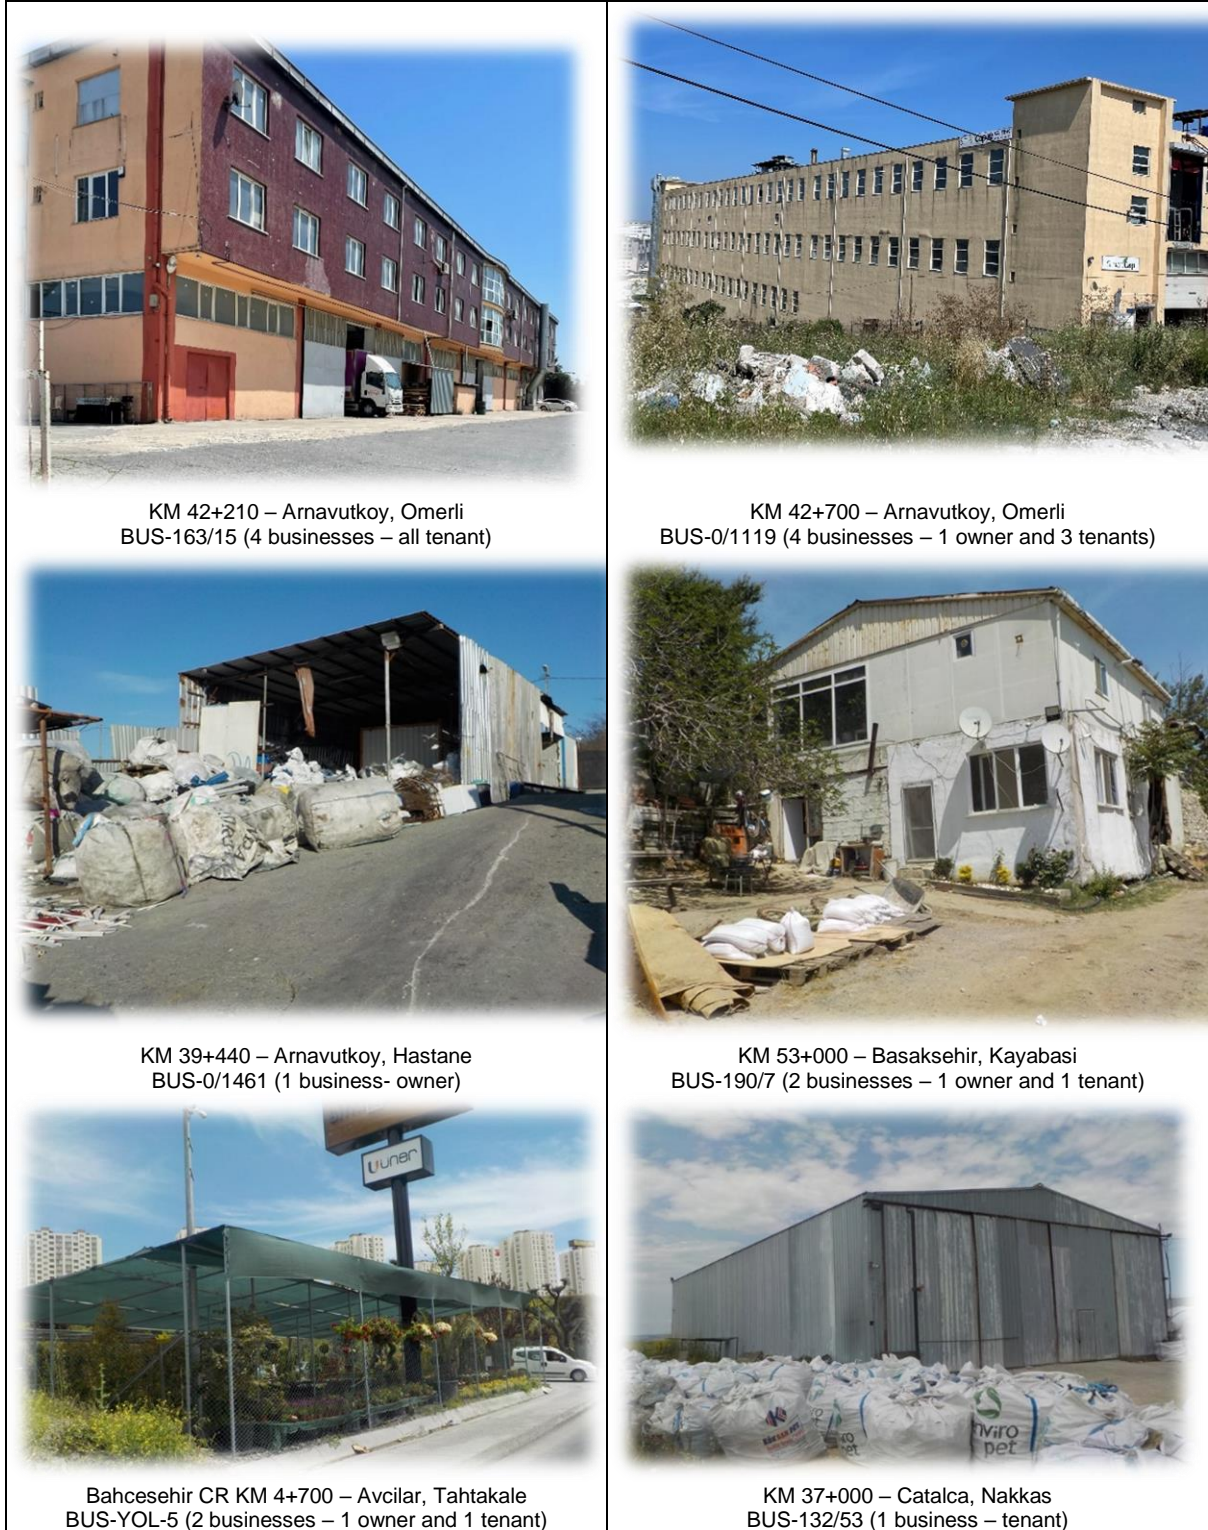 KM 42+210 – Arnavutkoy, Omerli
BUS-163/15 (4 businesses – all tenant)
KM 42+700 – Arnavutkoy, Omerli
BUS-0/1119 (4 businesses – 1 owner and 3 tenants)
KM 39+440 – Arnavutkoy, Hastane
BUS-0/1461 (1 business- owner)
KM 53+000 – Basaksehir, Kayabasi
BUS-190/7 (2 businesses – 1 owner and 1 tenant)
uner
Bahcesehir CR KM 4+700 – Avcilar, Tahtakale
BUS-YOL-5 (2 businesses – 1 owner and 1 tenant)
nviro
pet
KM 37+000 – Catalca, Nakkas
BUS-132/53 (1 business – tenant)